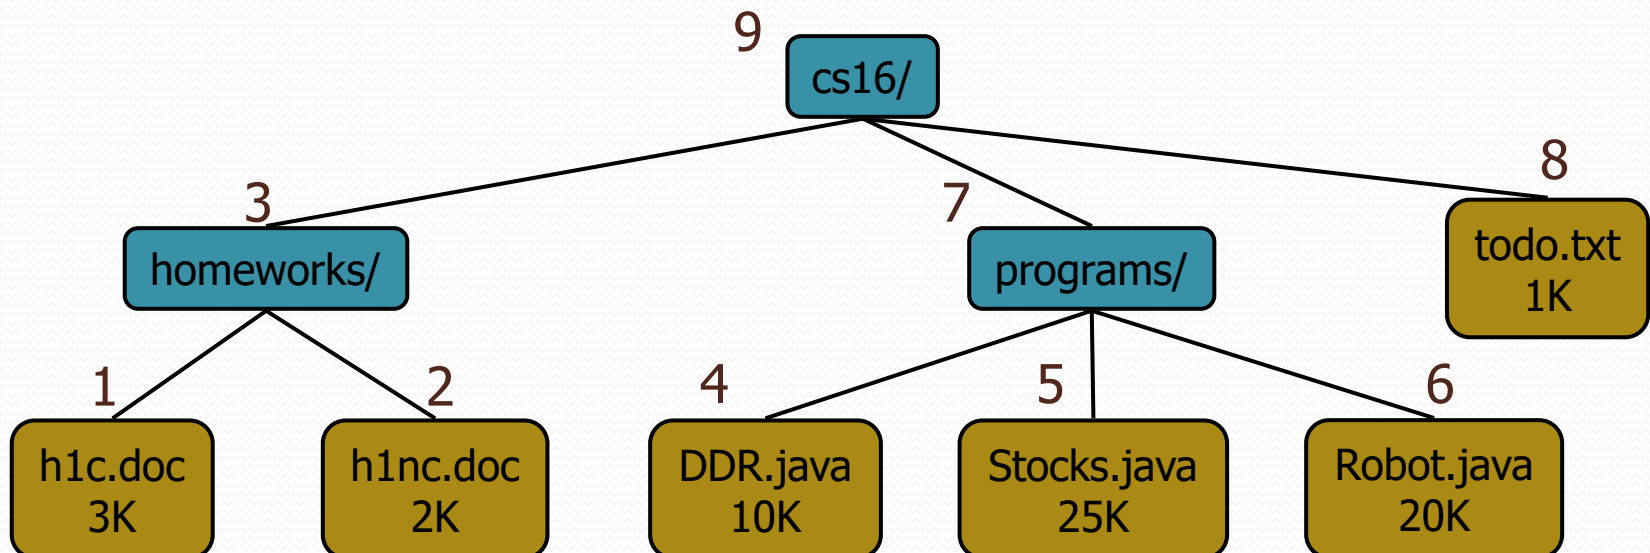 9
cs16/
8
3
7
homeworks/
programs/
todo.txt
1K
1
2
4
5
6
h1c.doc
3K
h1nc.doc
2K
DDR.java
10K
Stocks.java
25K
Robot.java
20K